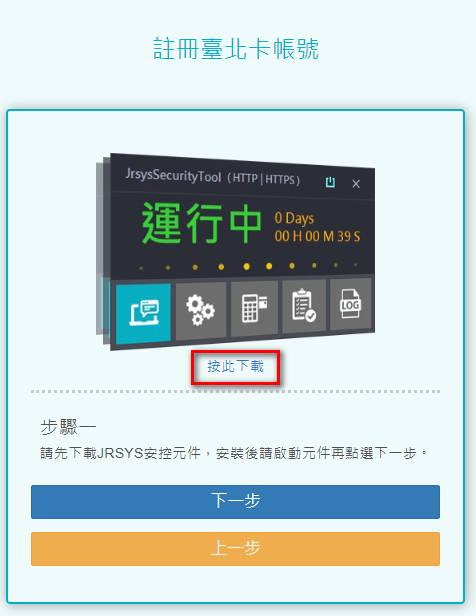 註冊臺北卡帳號
JrsysSecurityTool (HTTP|HTTPS)
運行中
0 Days
00 H 00 M 39 S
LOG
按此下載
步驟一
請先下載JRSYS安控元件，安裝後請啟動元件再點選下一步。
下一步
上一步